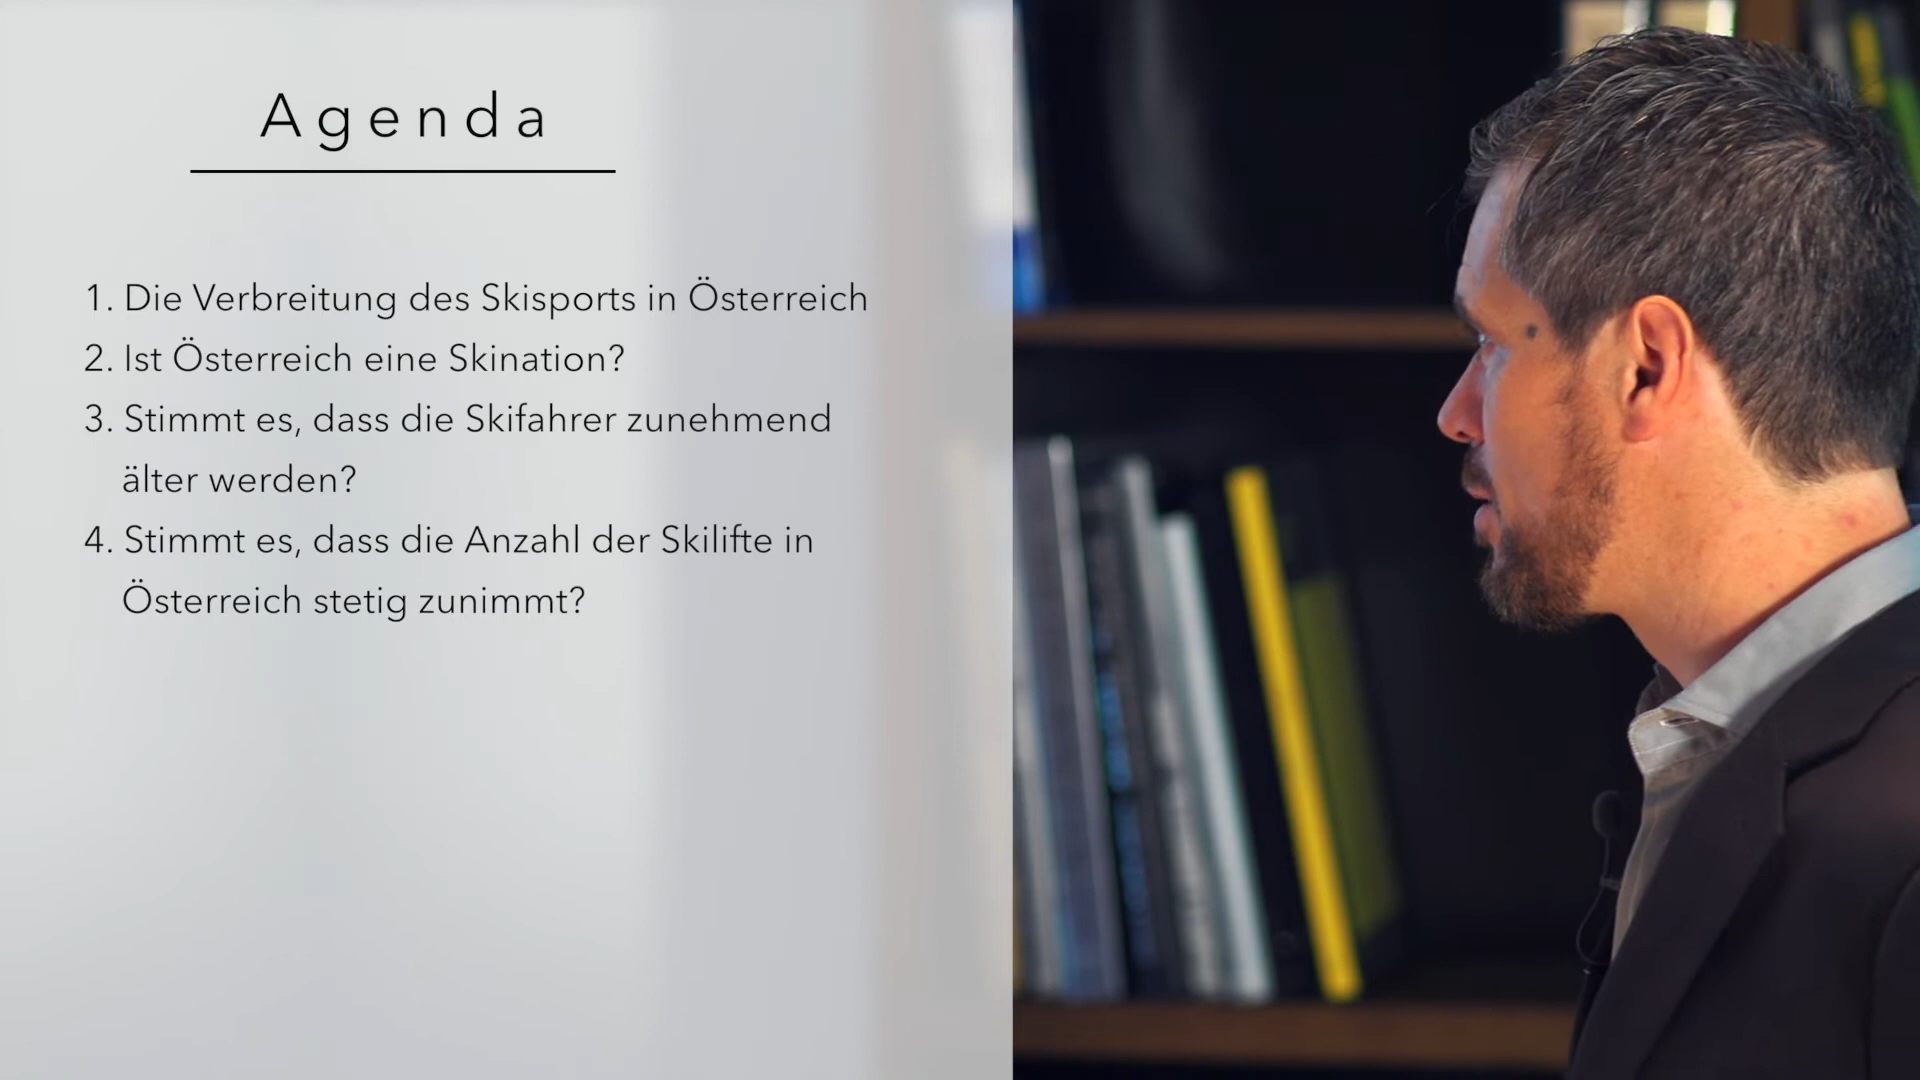 Agenda
1. Die Verbreitung des Skisports in Österreich
2. Ist Österreich eine Skination?
3. Stimmt es, dass die Skifahrer zunehmend
älter werden?
4. Stimmt es, dass die Anzahl der Skilifte in
Österreich stetig zunimmt?